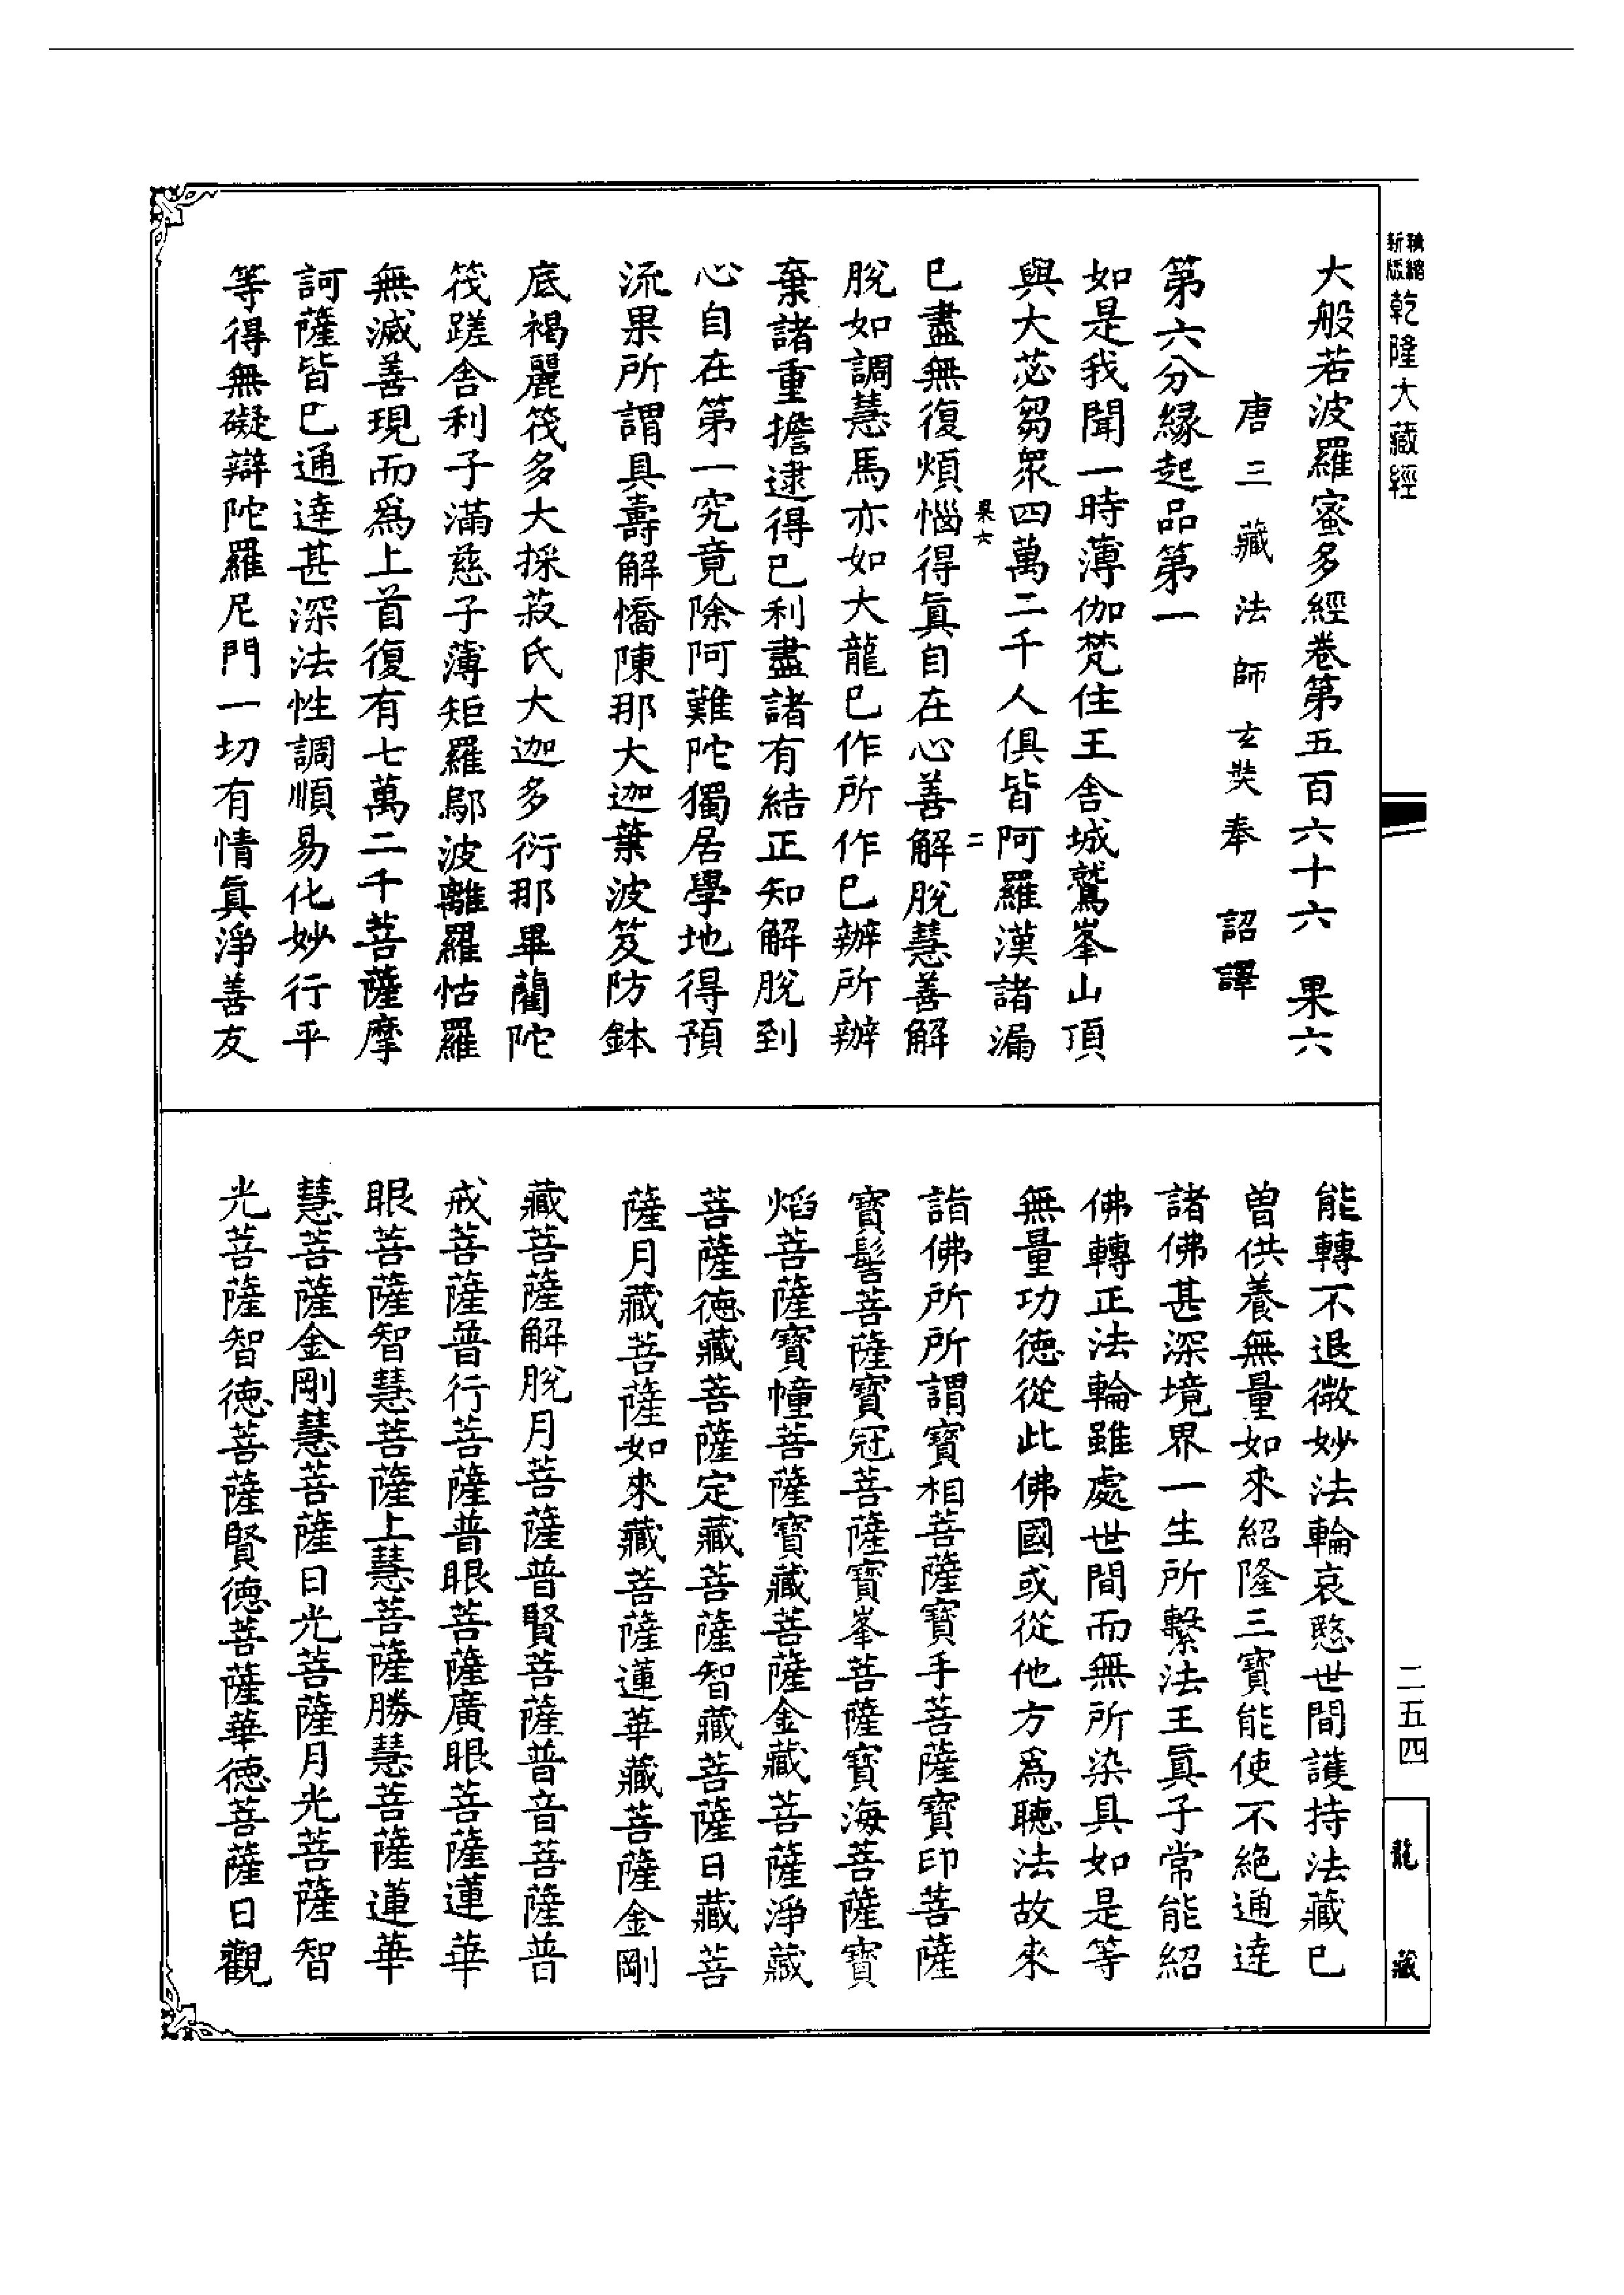 新版精縮乾隆大藏經
大般若波羅蜜多經卷第五百六十六　果六
唐三藏法師玄奘奉　詔譯
第六分緣起品第一
如是我聞一時薄伽梵住王舍城鷲峯山頂
與大苾芻眾四萬二千人俱皆阿羅漢諸漏
果六　二
已盡無復煩惱得真自在心善解脫慧善解
脫如調慧馬亦如大龍已作所作已辦所辦
棄諸重擔逮得已利盡諸有結正知解脫到
心自在第一究竟除阿難陀獨居學地得預
流果所謂具壽解憍陳那大迦葉波笈防鉢
底褐麗筏多大採菽氏大迦多衍那畢藺陀
筏蹉舍利子滿慈子薄矩羅鄔波離羅怙羅
無滅善現而爲上首復有七萬二千菩薩摩
訶薩皆已通達甚深法性調順易化妙行平
等得無礙辯陀羅尼門一切有情真淨善友
能轉不退微妙法輪哀愍世間護持法藏已
曾供養無量如來紹隆三寶能使不絕通達
諸佛甚深境界一生所繫法王真子常能紹
佛轉正法輪雖處世間而無所染具如是等
無量功德從此佛國或從他方爲聽法故來
詣佛所所謂寶相菩薩寶手菩薩寶印菩薩
寶髻菩薩寶冠菩薩寶峯菩薩寶海菩薩寶
焰菩薩寶幢菩薩寶藏菩薩金藏菩薩淨藏
菩薩德藏菩薩定藏菩薩智藏菩薩日藏菩
薩月藏菩薩如來藏菩薩蓮華藏菩薩金剛
藏菩薩解脫月菩薩普賢菩薩普音菩薩普
戒菩薩普行菩薩普眼菩薩廣眼菩薩蓮華
眼菩薩智慧菩薩上慧菩薩勝慧菩薩蓮華
慧菩薩金剛慧菩薩日光菩薩月光菩薩智
光菩薩智德菩薩賢德菩薩華德菩薩日觀
二五四
龍藏